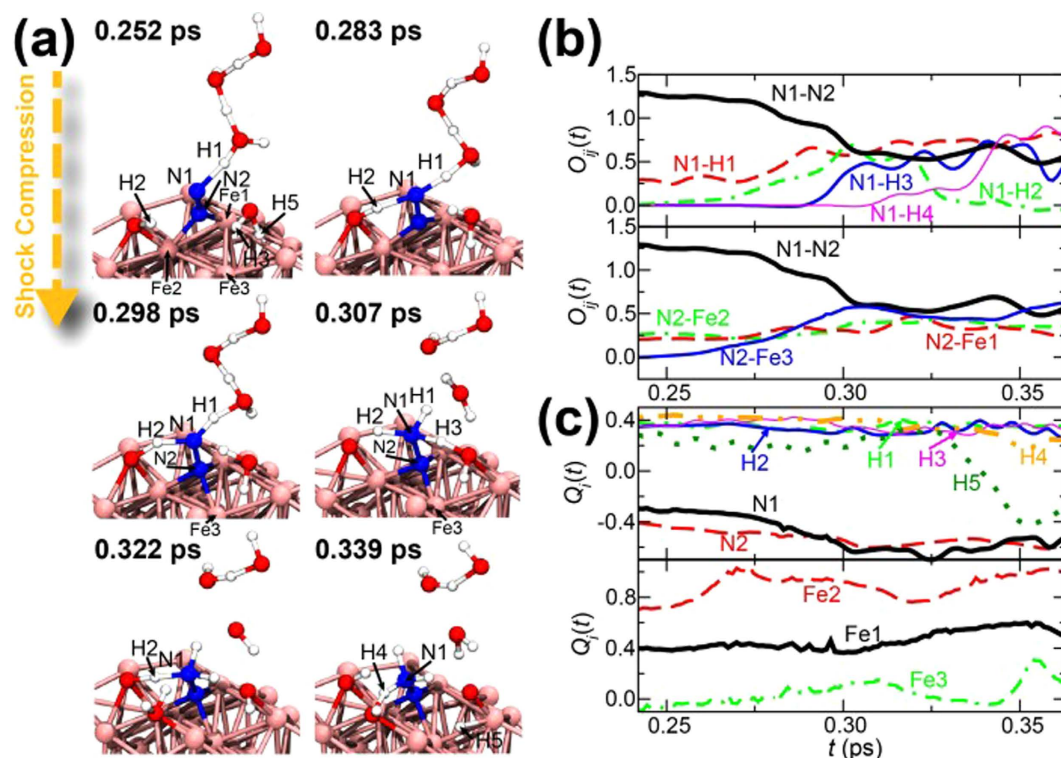 (a)
Shock Compression
0.252 ps
H1
N1
N2
H2
Fe1
H5
H3
Fe2
Fe3
0.283 ps
H1
H2
N1
0.298 ps
H1
N1
H2
N2
Fe3
0.307 ps
N1
H1
H2
H3
N2
Fe3
0.322 ps
H2
N1
0.339 ps
H4
N1
H5
(b)
1.5
1.0
0.5
0.0
Oij(t)
N1-N2
N1-H1
N1-H3
N1-H2
N1-H4
1.5
1.0
0.5
0.0
Oij(t)
N1-N2
N2-Fe2
N2-Fe1
N2-Fe3
0.25
0.30
0.35
(c)
0.4
0.0
-0.4
Qi(t)
H2
H1
H3
H4
H5
N1
N2
0.8
0.4
0.0
Qi(t)
Fe2
Fe1
Fe3
0.25
0.30
0.35
t (ps)